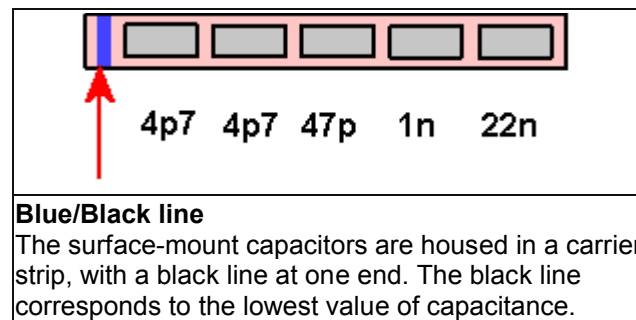 4p7 4p7 47p 1n 22n
Blue/Black line
The surface-mount capacitors are housed in a carrier
strip, with a black line at one end. The black line
corresponds to the lowest value of capacitance.